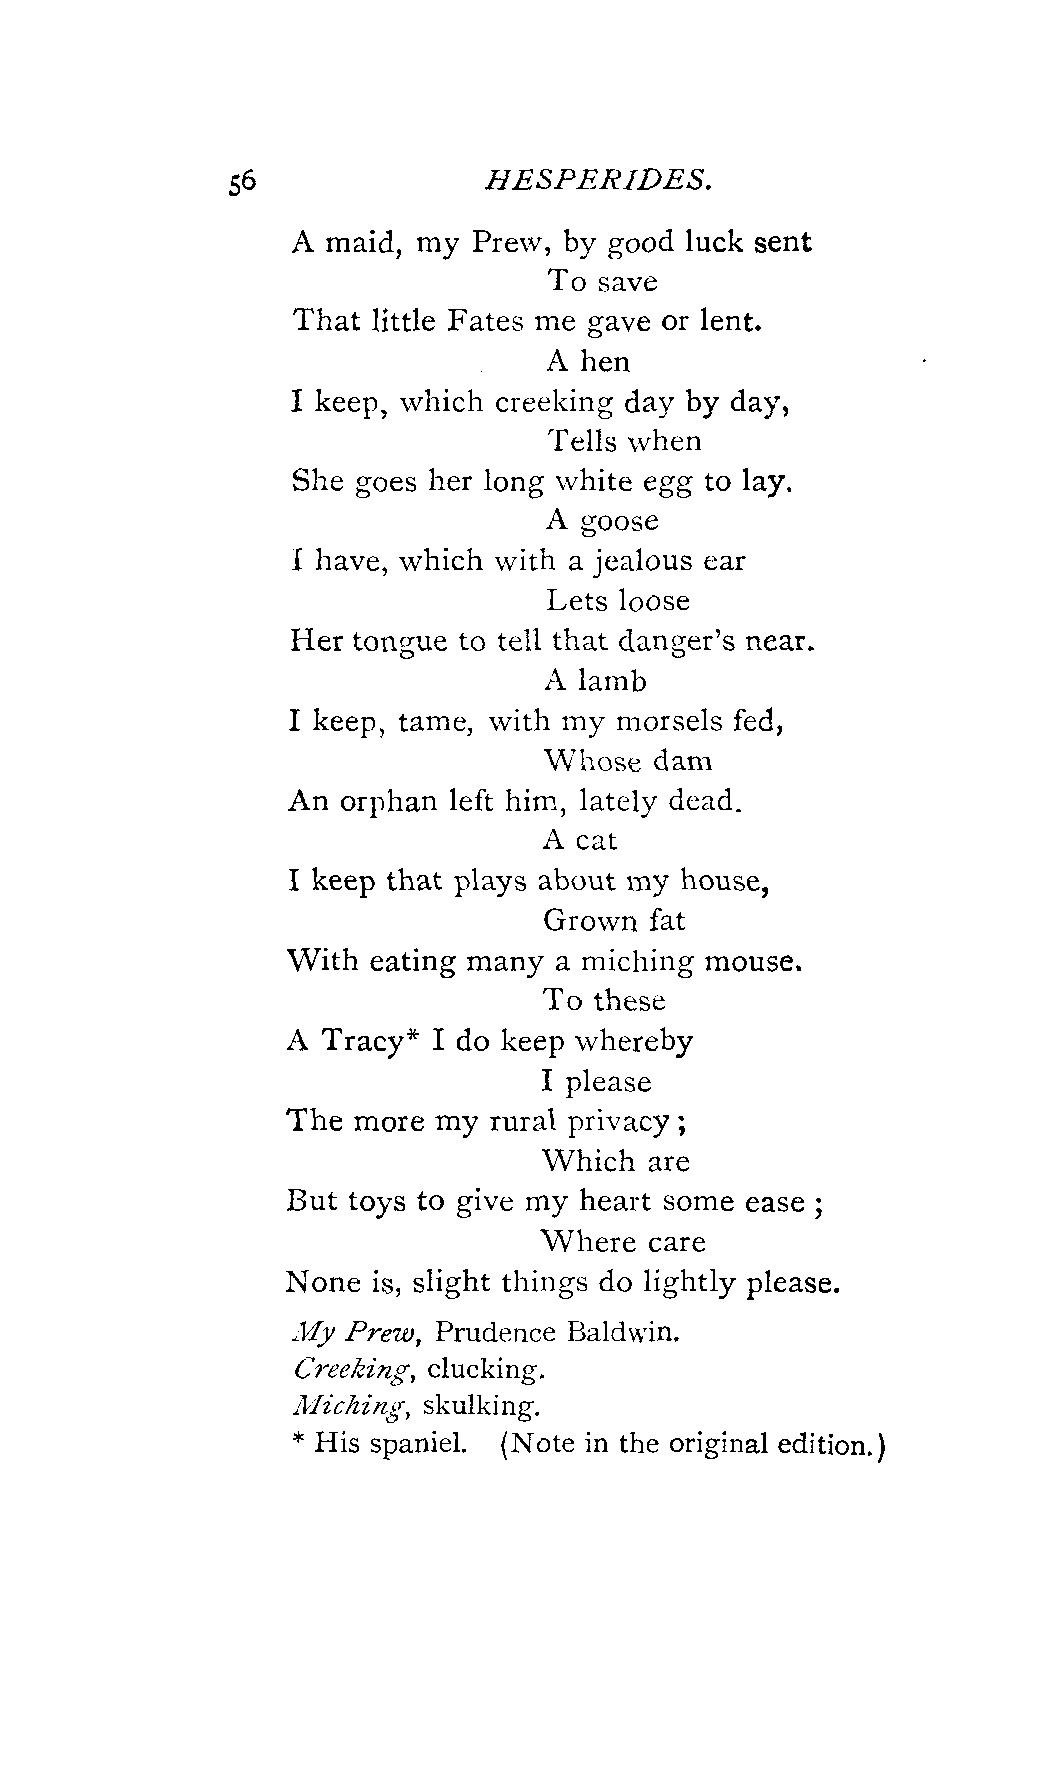 56 HESPERIDES.
A maid, my Prew, by good luck sent
To save
That little Fates me gave or lent.
A hen
I keep, which creeking day by day,
Tells when
She goes her long white egg to lay.
A goose
I have, which with a jealous ear
Lets loose
Her tongue to tell that danger's near.
A lamb
I keep, tame, with my morsels fed,
Whose dam
An orphan left him, lately dead.
A cat
I keep that plays about my house,
Grown fat
With eating many a miching mouse.
To these
A Tracy* I do keep whereby
I please
The more my rural privacy ;
Which are
But toys to give my heart some ease ;
Where care
None is, slight things do lightly please.
My Prew, Prudence Baldwin.
Creeking, clucking.
Miching, skulking.
* His spaniel. (Note in the original edition.)